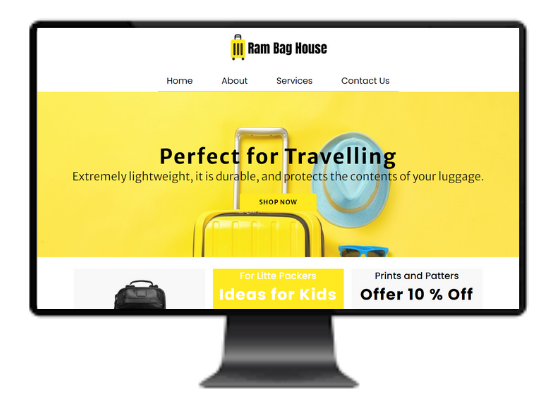 Ram Bag House
Home About Services Contact Us
Perfect for Travelling
Extremely lightweight, it is durable, and protects the contents of your luggage.
SHOP NOW
For Litte Packers
Ideas for Kids
Prints and Patters
Offer 10 % Off